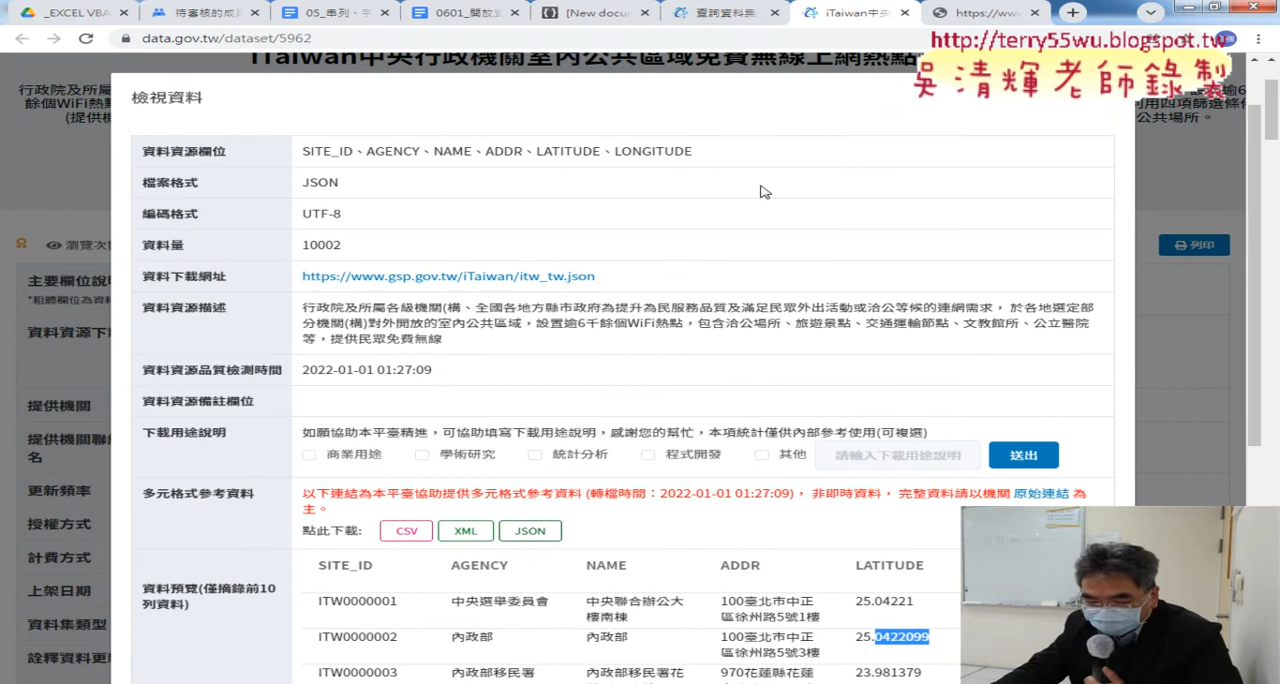 _EXCEL VBA
待審核的成員
05_串列、字
0601_開放資
[New docur
查詢資料集
iTaiwan中央
https://www
data.gov.tw/dataset/5962
http://terry55wu.blogspot.tw
吳清輝老師錄製
iTaiwan中央行政機關室內公共區域免費無線上網熱點
行政院及所屬
餘個WiFi熱點
(提供機
用四項篩選條
公共場所。
檢視資料
資料資源欄位 SITE_ID、AGENCY、NAME、ADDR、LATITUDE、LONGITUDE
檔案格式 JSON
編碼格式 UTF-8
資料量 10002
資料下載網址 https://www.gsp.gov.tw/iTaiwan/itw_tw.json
資料資源描述 行政院及所屬各級機關(構、全國各地方縣市政府為提升為民服務品質及滿足民眾外出活動或洽公等候的連網需求， 於各地選定部
分機關(構)對外開放的室內公共區域，設置逾6千餘個WiFi熱點，包含洽公場所、旅遊景點、交通運輸節點、文教館所、公立醫院
等，提供民眾免費無線
資料資源品質檢測時間 2022-01-01 01:27:09
資料資源備註欄位
下載用途說明 如願協助本平臺精進，可協助填寫下載用途說明，感謝您的幫忙，本項統計僅供內部參考使用(可複選)
商業用途 學術研究 統計分析 程式開發 其他 請輸入下載用途說明 送出
多元格式參考資料 以下連結為本平臺協助提供多元格式參考資料 (轉檔時間：2022-01-01 01:27:09)， 非即時資料， 完整資料請以機關 原始連結 為
主。
點此下載: CSV XML JSON
資料預覽(僅摘錄前10
列資料)
SITE_ID AGENCY NAME ADDR LATITUDE
ITW0000001 中央選舉委員會 中央聯合辦公大
樓南棟 100臺北市中正
區徐州路5號1樓 25.04221
ITW0000002 內政部 內政部 100臺北市中正
區徐州路5號3樓 25.0422099
ITW0000003 內政部移民署 內政部移民署花 970花蓮縣花蓮 23.981379
瀏覽次數
列印
主要欄位說明
*粗體欄位為資料
資料資源下載
提供機關
提供機關聯絡
名
更新頻率
授權方式
計費方式
上架日期
資料集類型
詮釋資料更新